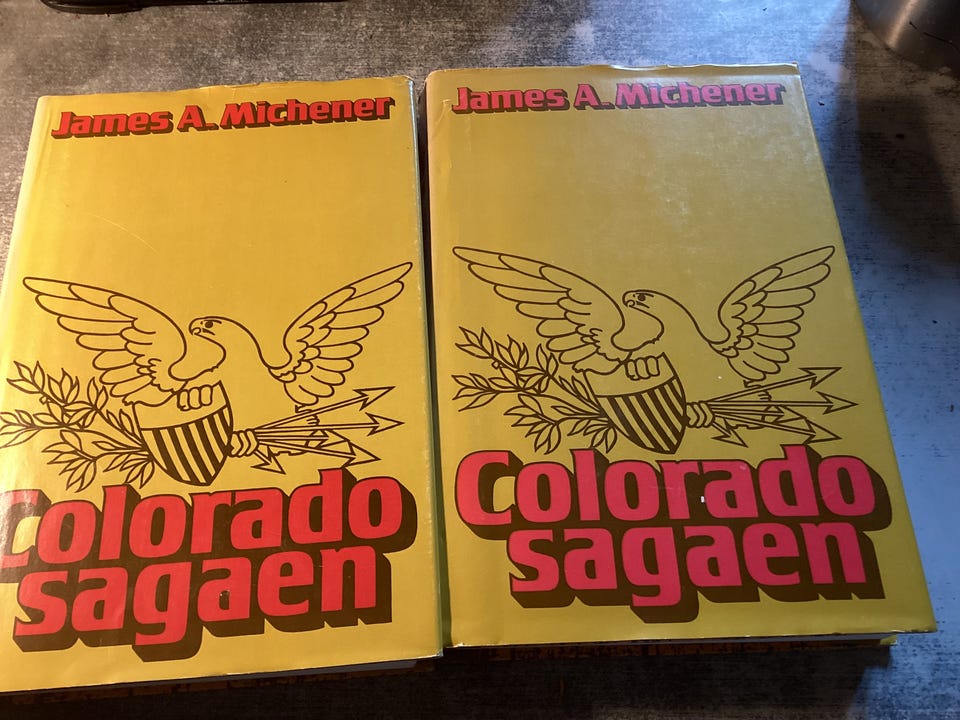 James A. Michener
Colorado
sagaen
James A. Michener
Colorado
sagaen